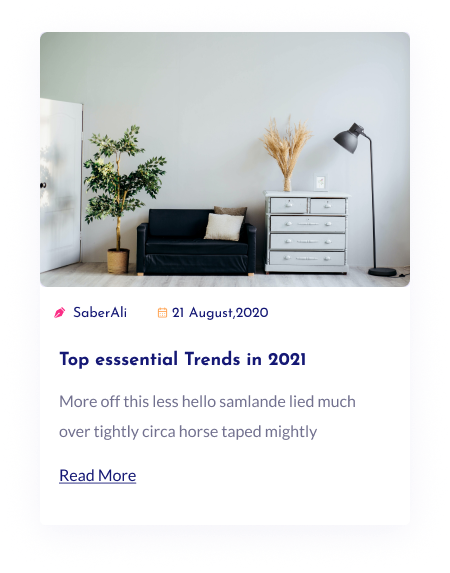 SaberAli 21 August,2020
Top esssential Trends in 2021
More off this less hello samlande lied much
over tightly circa horse taped mightly
Read More